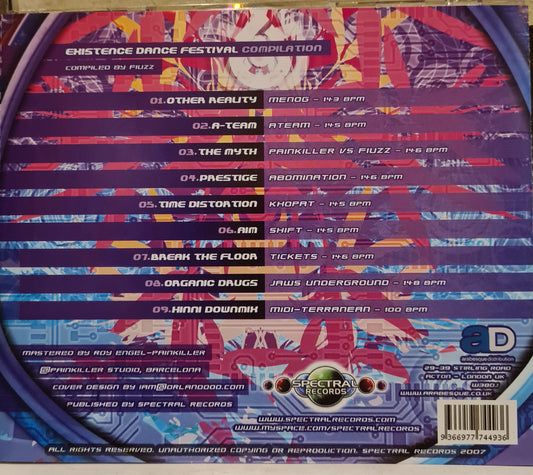 EXISTENCE DANCE FESTIVAL COMPILATION
COMPILED BY FIUZZ
01.OTHER REALITY MENOG - 143 BPM
02.A-TEAM ATEAM - 145 BPM
03.THE MYTH PAINKILLER VS FIUZZ - 146 BPM
04.PRESTIGE ABOMINATION - 146 BPM
05.TIME DISTORTION KHOPAT - 145 BPM
06.AIM SHIFT - 145 BPM
07.BREAK THE FLOOR TICKETS - 146 BPM
08.ORGANIC DRUGS JAWS UNDERGROUND - 148 BPM
09.HINNI DOWNMIX MIDI-TERRANEAN - 100 BPM
MASTERED BY ROY ENGEL-PAINKILLER
@PAINKILLER STUDIO, BARCELONA
COVER DESIGN BY IAN@ORLANDOOO.COM
PUBLISHED BY SPECTRAL RECORDS
SPECTRAL
RECORDS
WWW.SPECTRALRECORDS.COM
WWW.MYSPACE.COM/SPECTRALRECORDS
aD
arabesque distribution
29-39 STIRLING ROAD
ACTON - LONDON UK
W380J
WWW.ARABESQUE.CO.UK
9 366977 744936
ALL RIGHTS RESERVED. UNAUTHORIZED COPYING OR REPRODUCTION. SPECTRAL RECORDS 2007